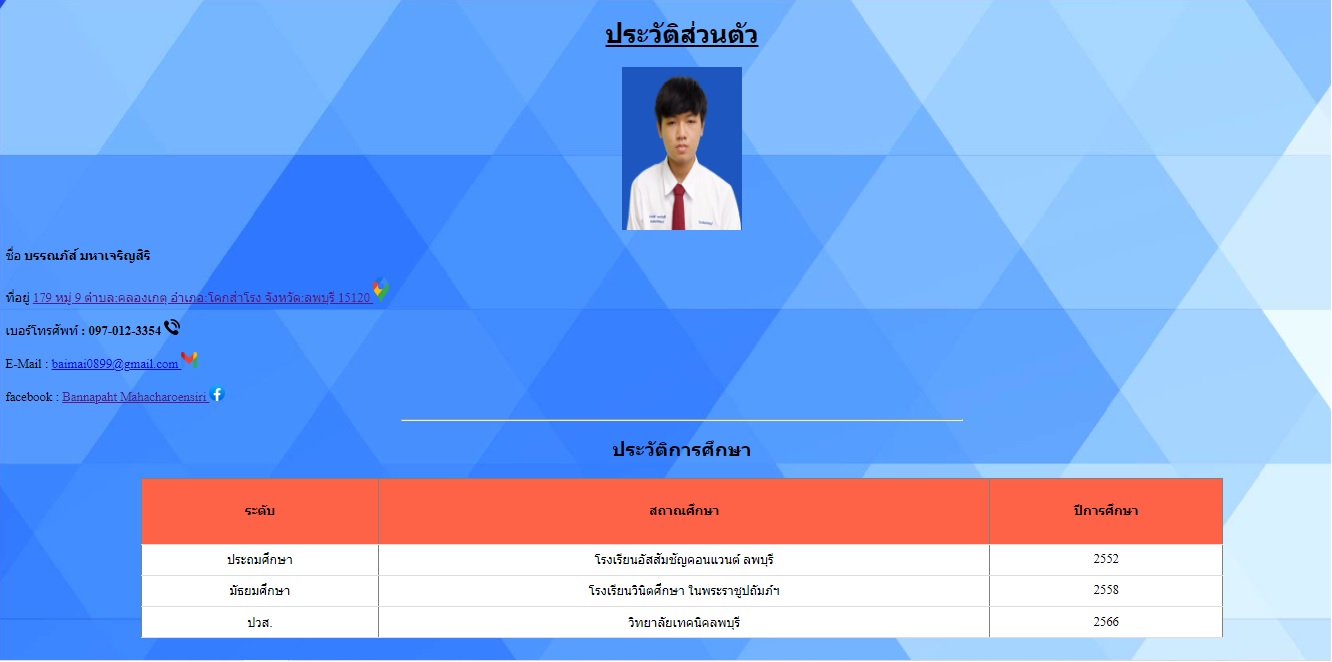 ประวัติส่วนตัว
ชื่อ บรรณภัส์ มหาเจริญสิริ
ที่อยู่ 179 หมู่ 9 ตำบล:คลองเกตุ อำเภอ:โคกสำโรง จังหวัด:ลพบุรี 15120
เบอร์โทรศัพท์ : 097-012-3354
E-Mail : baimai0899@gmail.com
facebook : Bannapaht Mahacharoensiri
ประวัติการศึกษา
ระดับ สถาณศึกษา ปีการศึกษา
ประถมศึกษา โรงเรียนอัสสัมชัญคอนแวนต์ ลพบุรี 2552
มัธยมศึกษา โรงเรียนวินิตศึกษา ในพระราชูปถัมภ์ฯ 2558
ปวส. วิทยาลัยเทคนิคลพบุรี 2566